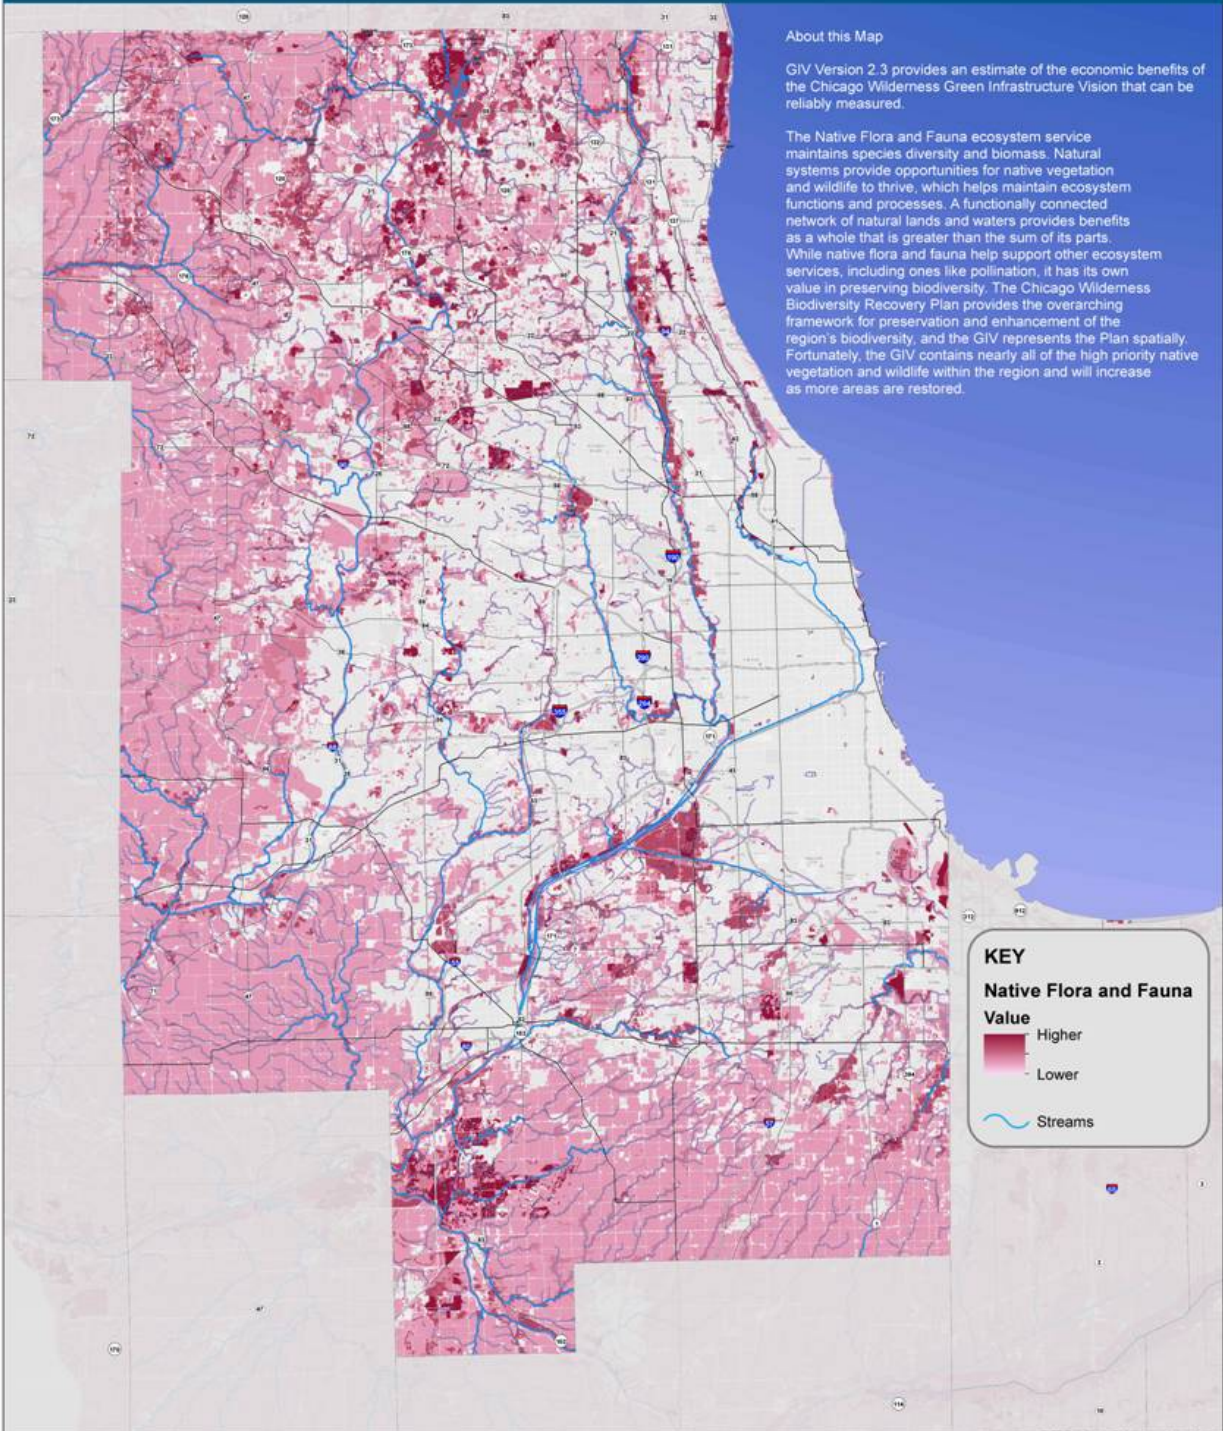 About this Map
GIV Version 2.3 provides an estimate of the economic benefits of
the Chicago Wilderness Green Infrastructure Vision that can be
reliably measured.
The Native Flora and Fauna ecosystem service
maintains species diversity and biomass. Natural
systems provide opportunities for native vegetation
and wildlife to thrive, which helps maintain ecosystem
functions and processes. A functionally connected
network of natural lands and waters provides benefits
as a whole that is greater than the sum of its parts.
While native flora and fauna help support other ecosystem
services, including ones like pollination, it has its own
value in preserving biodiversity. The Chicago Wilderness
Biodiversity Recovery Plan provides the overarching
framework for preservation and enhancement of the
region's biodiversity, and the GIV represents the Plan spatially.
Fortunately, the GIV contains nearly all of the high priority native
vegetation and wildlife within the region and will increase
as more areas are restored.
KEY
Native Flora and Fauna
Value
Higher
Lower
Streams